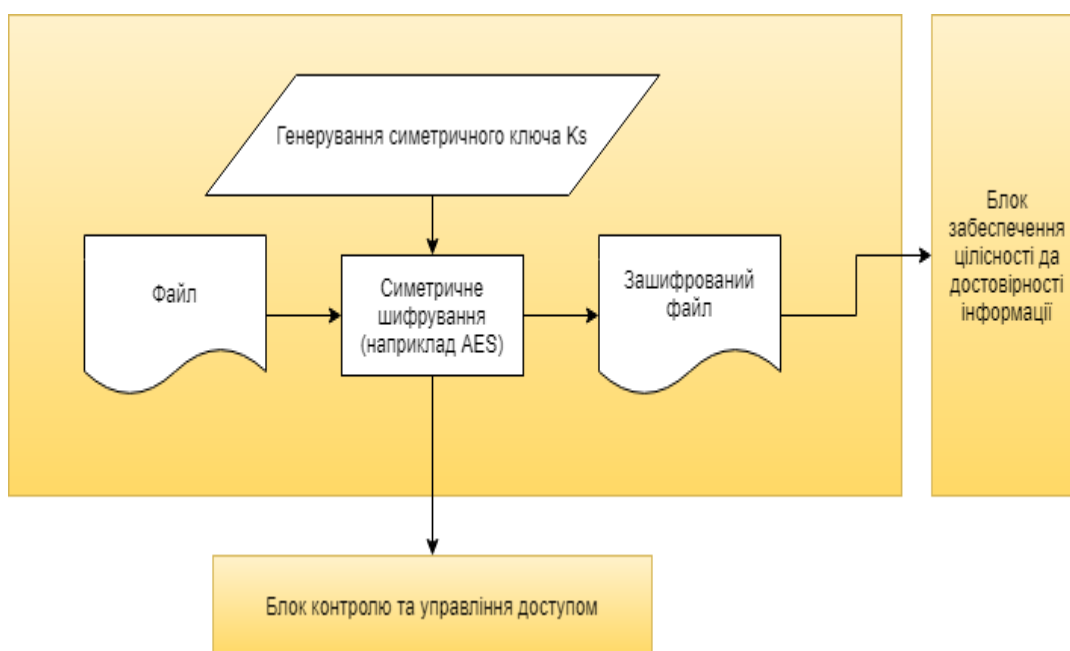 Генерування симетричного ключа Ks
Файл
Симетричне
шифрування
(наприклад AES)
Зашифрований
файл
Блок
забеспечення
цілісності да
достовірності
інформації
Блок контролю та управління доступом